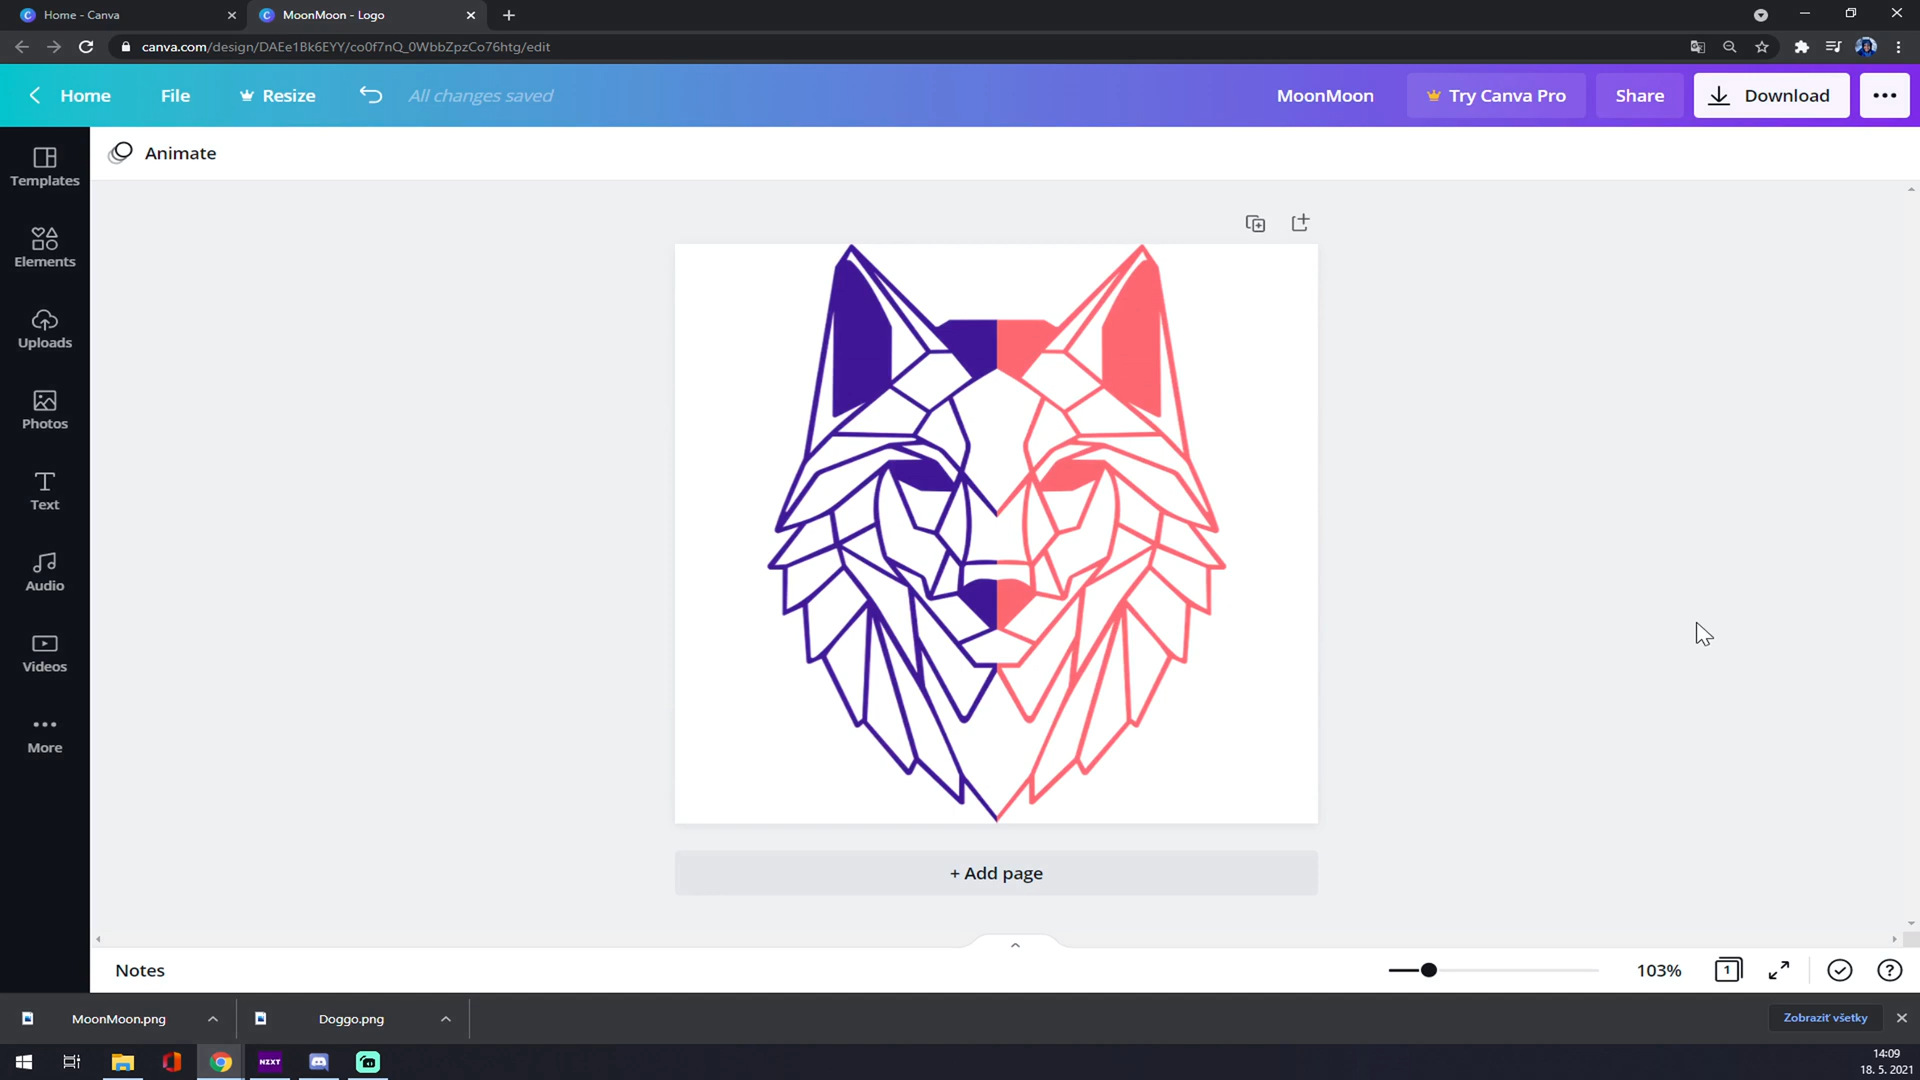 Home - Canva
MoonMoon - Logo
canva.com/design/DAEe1Bk6EYY/co0f7nQ_0WbbZpzCo76htg/edit
Home
File
Resize
All changes saved
MoonMoon
Try Canva Pro
Share
Download
Animate
Templates
Elements
Uploads
Photos
Text
Audio
Videos
More
+ Add page
Notes
103%
1
MoonMoon.png
Doggo.png
Zobraziť všetky
NZXT
14:09
18. 5. 2021